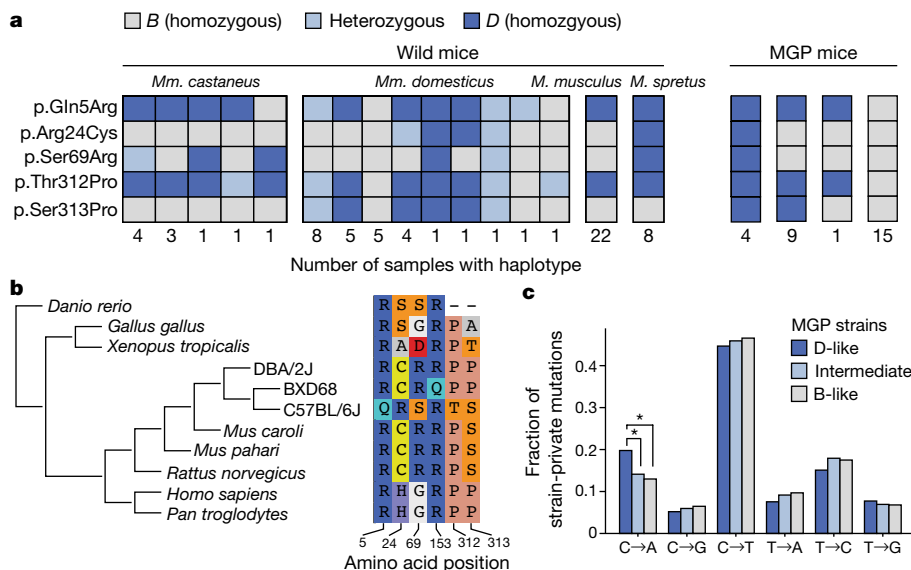 a
B (homozygous) Heterozygous D (homozgyous)
Wild mice MGP mice
Mm. castaneus Mm. domesticus M. musculus M. spretus
p.Gln5Arg
p.Arg24Cys
p.Ser69Arg
p.Thr312Pro
p.Ser313Pro
4 3 1 1 1 8 5 5 4 1 1 1 1 1 22 8 4 9 1 15
Number of samples with haplotype
b
Danio rerio R S S R – –
Gallus gallus R S G R P A
Xenopus tropicalis R A D R P T
DBA/2J R C R R P P
BXD68 R C R Q P P
C57BL/6J Q R S R T S
Mus caroli R C R R P S
Mus pahari R C R R P S
Rattus norvegicus R C R R P S
Homo sapiens R H G R P P
Pan troglodytes R H G R P P
5 24 69 153 312 313
Amino acid position
c
MGP strains
D-like
Intermediate
B-like
Fraction of
strain-private mutations
0.4
0.3
0.2
0.1
0
*
*
C→A C→G C→T T→A T→C T→G